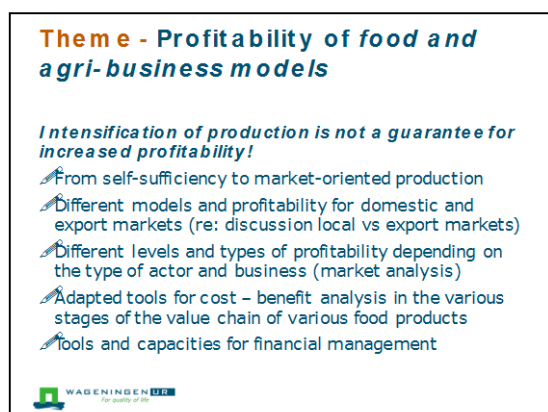 Theme - Profitability of food and
agri-business models
Intensification of production is not a guarantee for
increased profitability!
From self-sufficiency to market-oriented production
Different models and profitability for domestic and
export markets (re: discussion local vs export markets)
Different levels and types of profitability depending on
the type of actor and business (market analysis)
Adapted tools for cost – benefit analysis in the various
stages of the value chain of various food products
Tools and capacities for financial management
WAGENINGEN UR
For quality of life